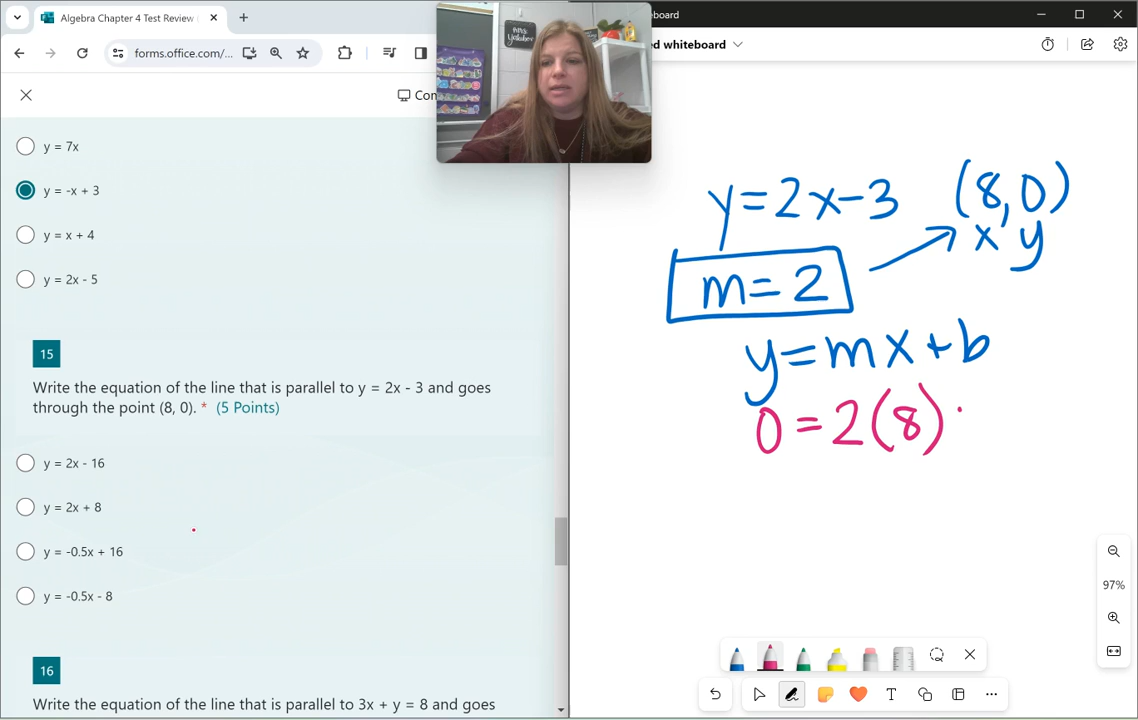 Algebra Chapter 4 Test Review
eboard
forms.office.com/...
ed whiteboard
Com
y = 7x
y = -x + 3
y = x + 4
y = 2x - 5
15
Write the equation of the line that is parallel to y = 2x - 3 and goes
through the point (8, 0). * (5 Points)
y = 2x - 16
y = 2x + 8
y = -0.5x + 16
y = -0.5x - 8
16
Write the equation of the line that is parallel to 3x + y = 8 and goes
y=2x-3 (8,0)
x y
m=2
y=mx+b
0=2(8)
97%
T